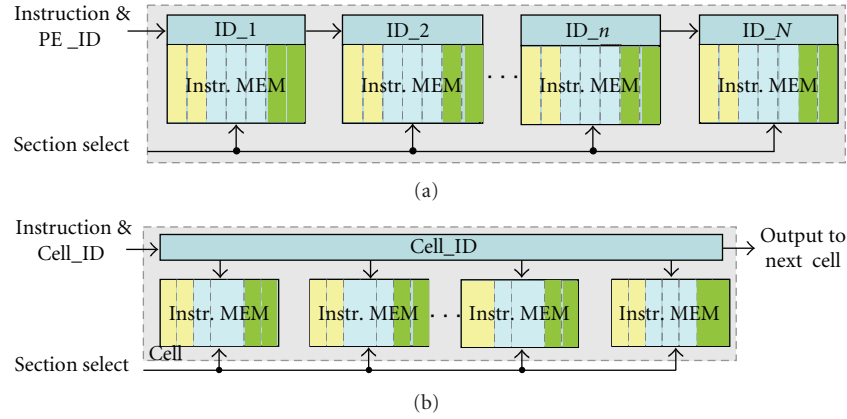 Instruction &
PE _ID
ID_1
ID_2
ID_n
ID_N
Instr. MEM
Instr. MEM
. . .
Instr. MEM
Instr. MEM
Section select
(a)
Instruction &
Cell_ID
Cell_ID
Output to
next cell
Instr. MEM
Instr. MEM
. . .
Instr. MEM
Instr. MEM
Cell
Section select
(b)